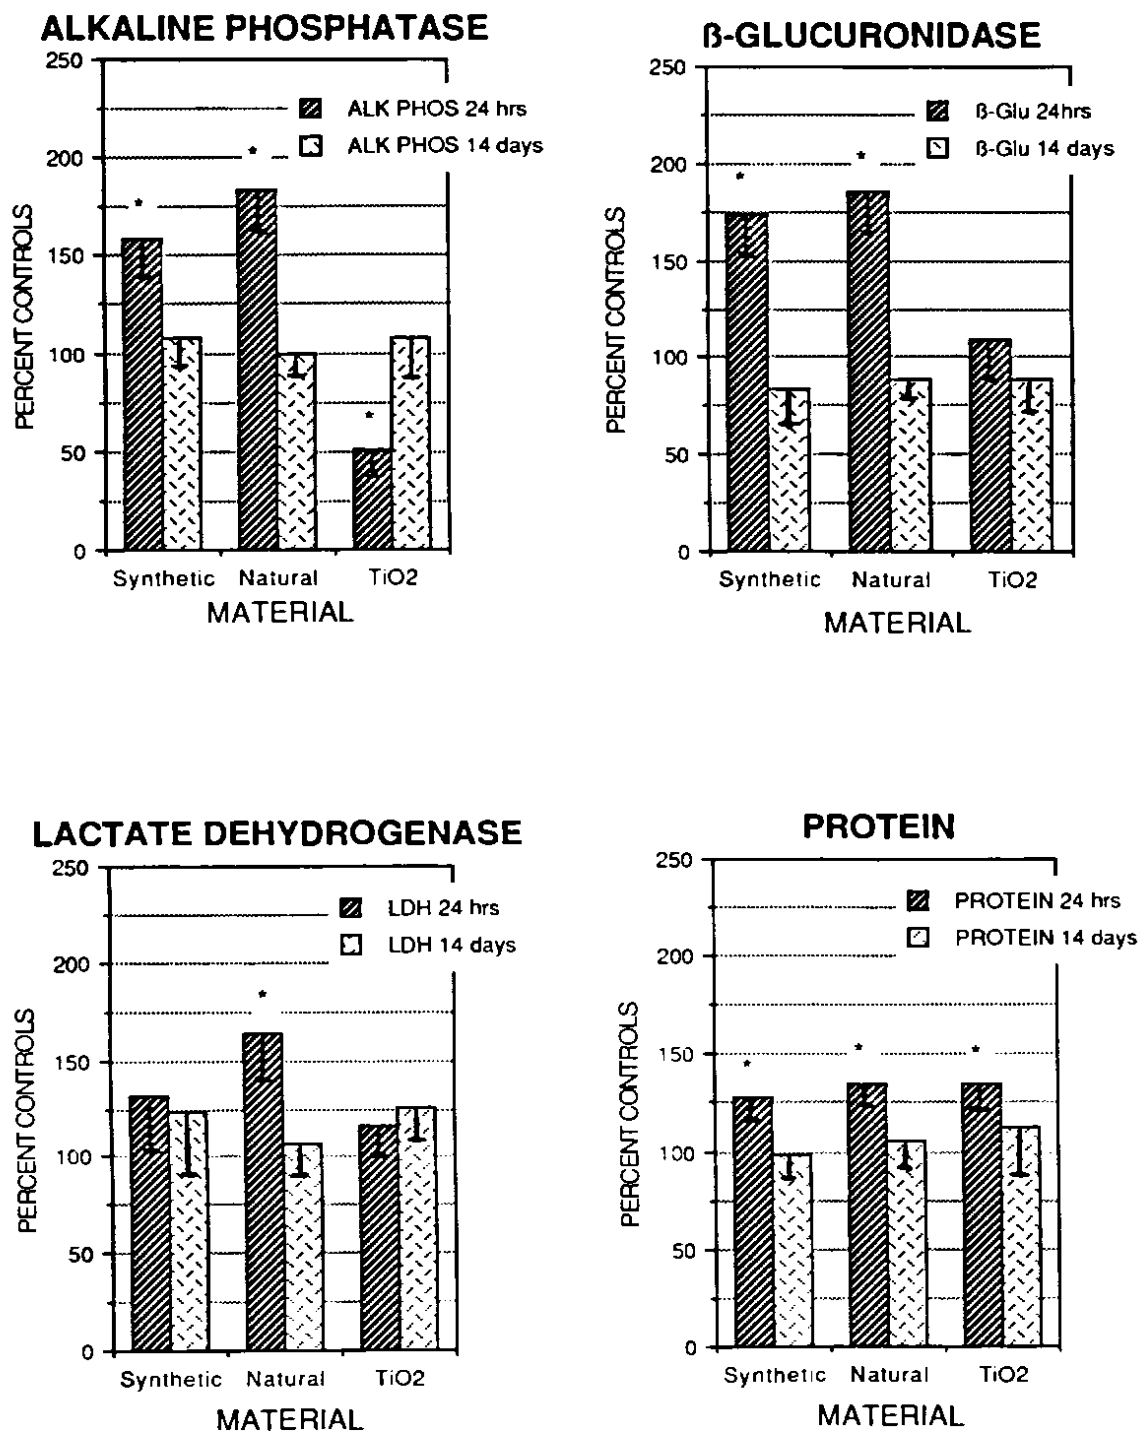 ALKALINE PHOSPHATASE
250
200
150
100
50
0
PERCENT CONTROLS
ALK PHOS 24 hrs
ALK PHOS 14 days
*
*
*
Synthetic Natural TiO2
MATERIAL
ß-GLUCURONIDASE
250
200
150
100
50
0
PERCENT CONTROLS
ß-Glu 24hrs
ß-Glu 14 days
*
*
Synthetic Natural TiO2
MATERIAL
LACTATE DEHYDROGENASE
250
200
150
100
50
0
PERCENT CONTROLS
LDH 24 hrs
LDH 14 days
*
Synthetic Natural TiO2
MATERIAL
PROTEIN
250
200
150
100
50
0
PERCENT CONTROLS
PROTEIN 24 hrs
PROTEIN 14 days
*
*
*
Synthetic Natural TiO2
MATERIAL